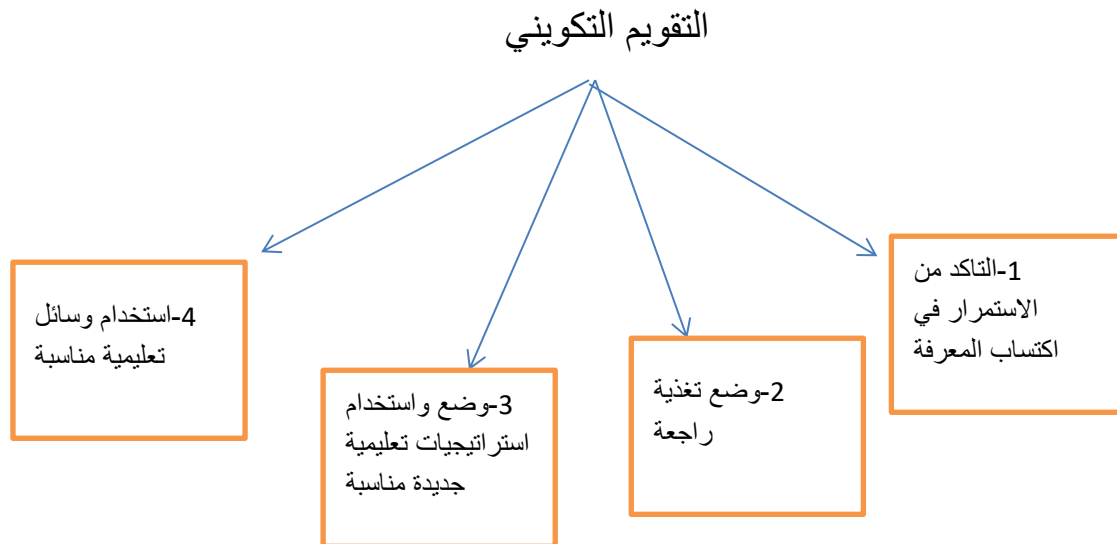 التقويم التكويني
1-التاكد من
الاستمرار في
اكتساب المعرفة
2-وضع تغذية
راجعة
3-وضع واستخدام
استراتيجيات تعليمية
جديدة مناسبة
4-استخدام وسائل
تعليمية مناسبة